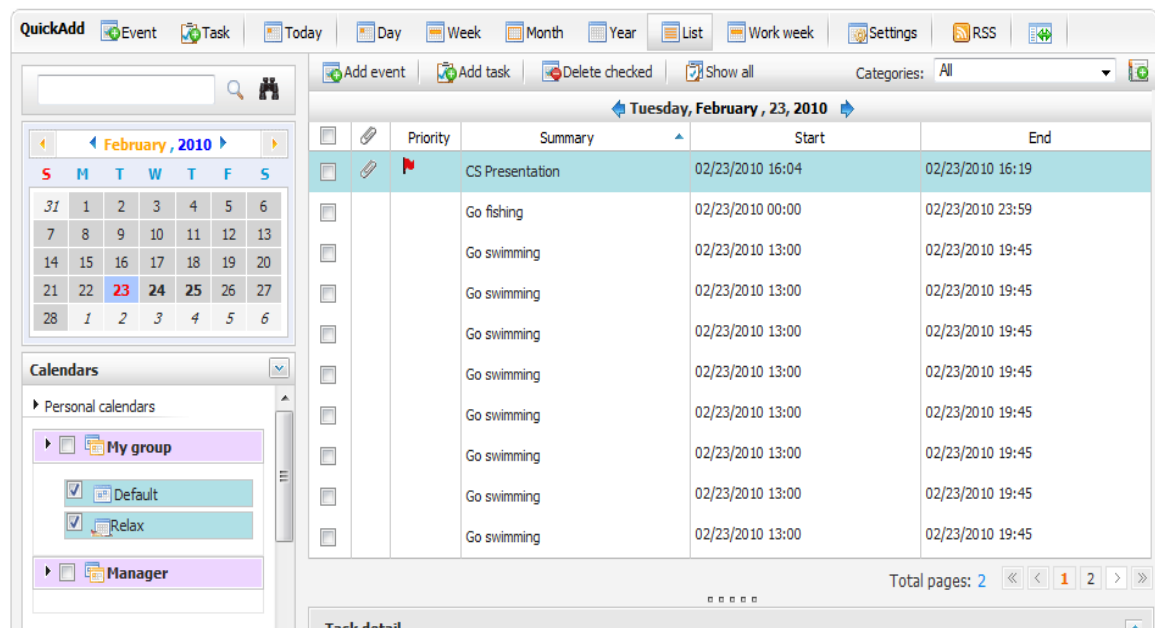 QuickAdd Event Task Today Day Week Month Year List Work week Settings RSS
Add event Add task Delete checked Show all Categories: All
Tuesday, February , 23, 2010
Priority Summary Start End
CS Presentation 02/23/2010 16:04 02/23/2010 16:19
Go fishing 02/23/2010 00:00 02/23/2010 23:59
Go swimming 02/23/2010 13:00 02/23/2010 19:45
Go swimming 02/23/2010 13:00 02/23/2010 19:45
Go swimming 02/23/2010 13:00 02/23/2010 19:45
Go swimming 02/23/2010 13:00 02/23/2010 19:45
Go swimming 02/23/2010 13:00 02/23/2010 19:45
Go swimming 02/23/2010 13:00 02/23/2010 19:45
Go swimming 02/23/2010 13:00 02/23/2010 19:45
Go swimming 02/23/2010 13:00 02/23/2010 19:45
Total pages: 2 « < 1 2 > »
Task detail
February , 2010
S M T W T F S
31 1 2 3 4 5 6
7 8 9 10 11 12 13
14 15 16 17 18 19 20
21 22 23 24 25 26 27
28 1 2 3 4 5 6
Calendars
Personal calendars
My group
Default
Relax
Manager